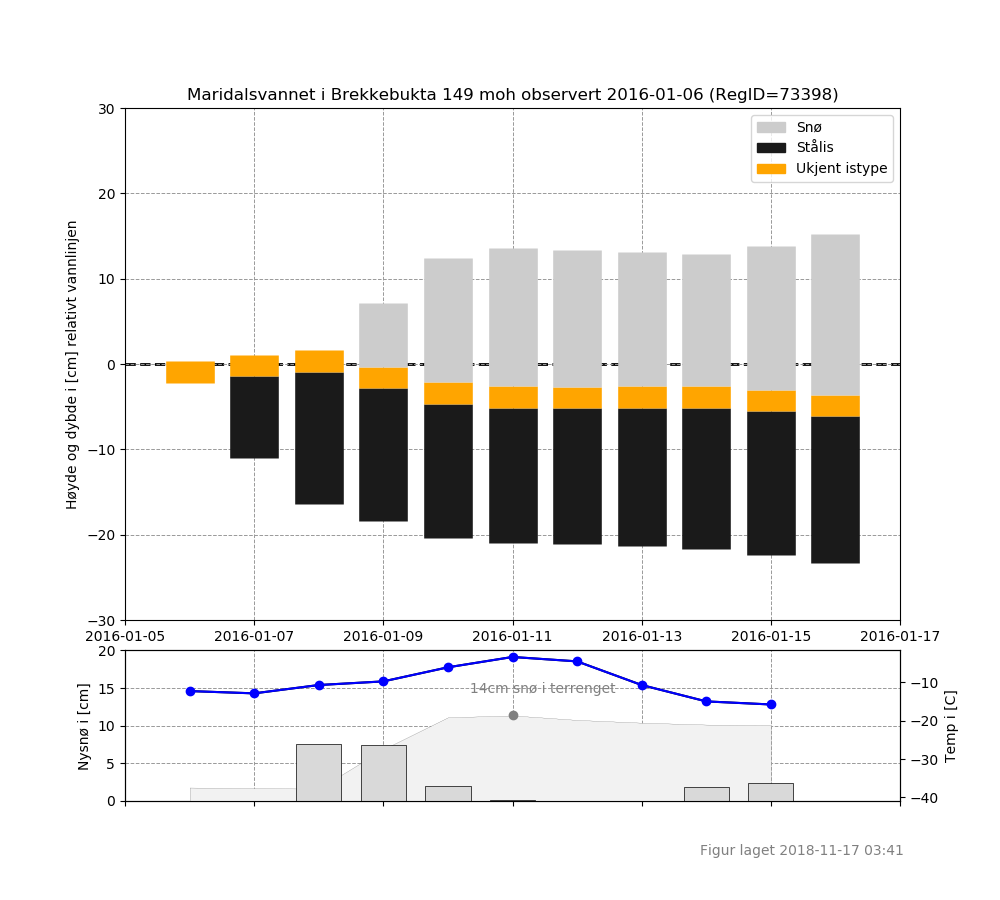 Maridalsvannet i Brekkebukta 149 moh observert 2016-01-06 (RegID=73398)
Høyde og dybde i [cm] relativt vannlinjen
30
20
10
0
−10
−20
−30
Snø
Stålis
Ukjent istype
2016-01-05 2016-01-07 2016-01-09 2016-01-11 2016-01-13 2016-01-15 2016-01-17
Nysnø i [cm]
20
15
10
5
0
14cm snø i terrenget
−10
−20
−30
−40
Temp i [C]
Figur laget 2018-11-17 03:41